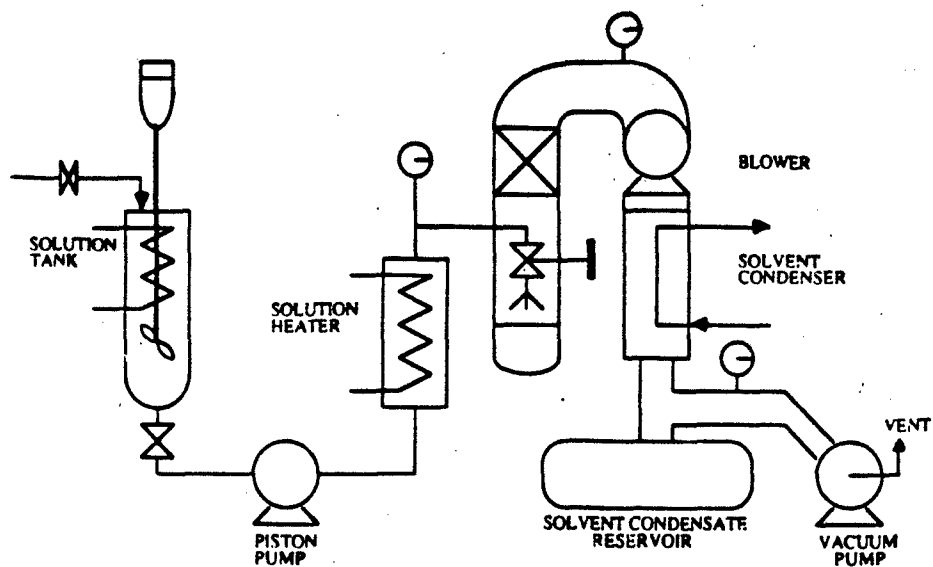 SOLUTION
TANK
SOLUTION
HEATER
PISTON
PUMP
BLOWER
SOLVENT
CONDENSER
SOLVENT CONDENSATE
RESERVOIR
VENT
VACUUM
PUMP